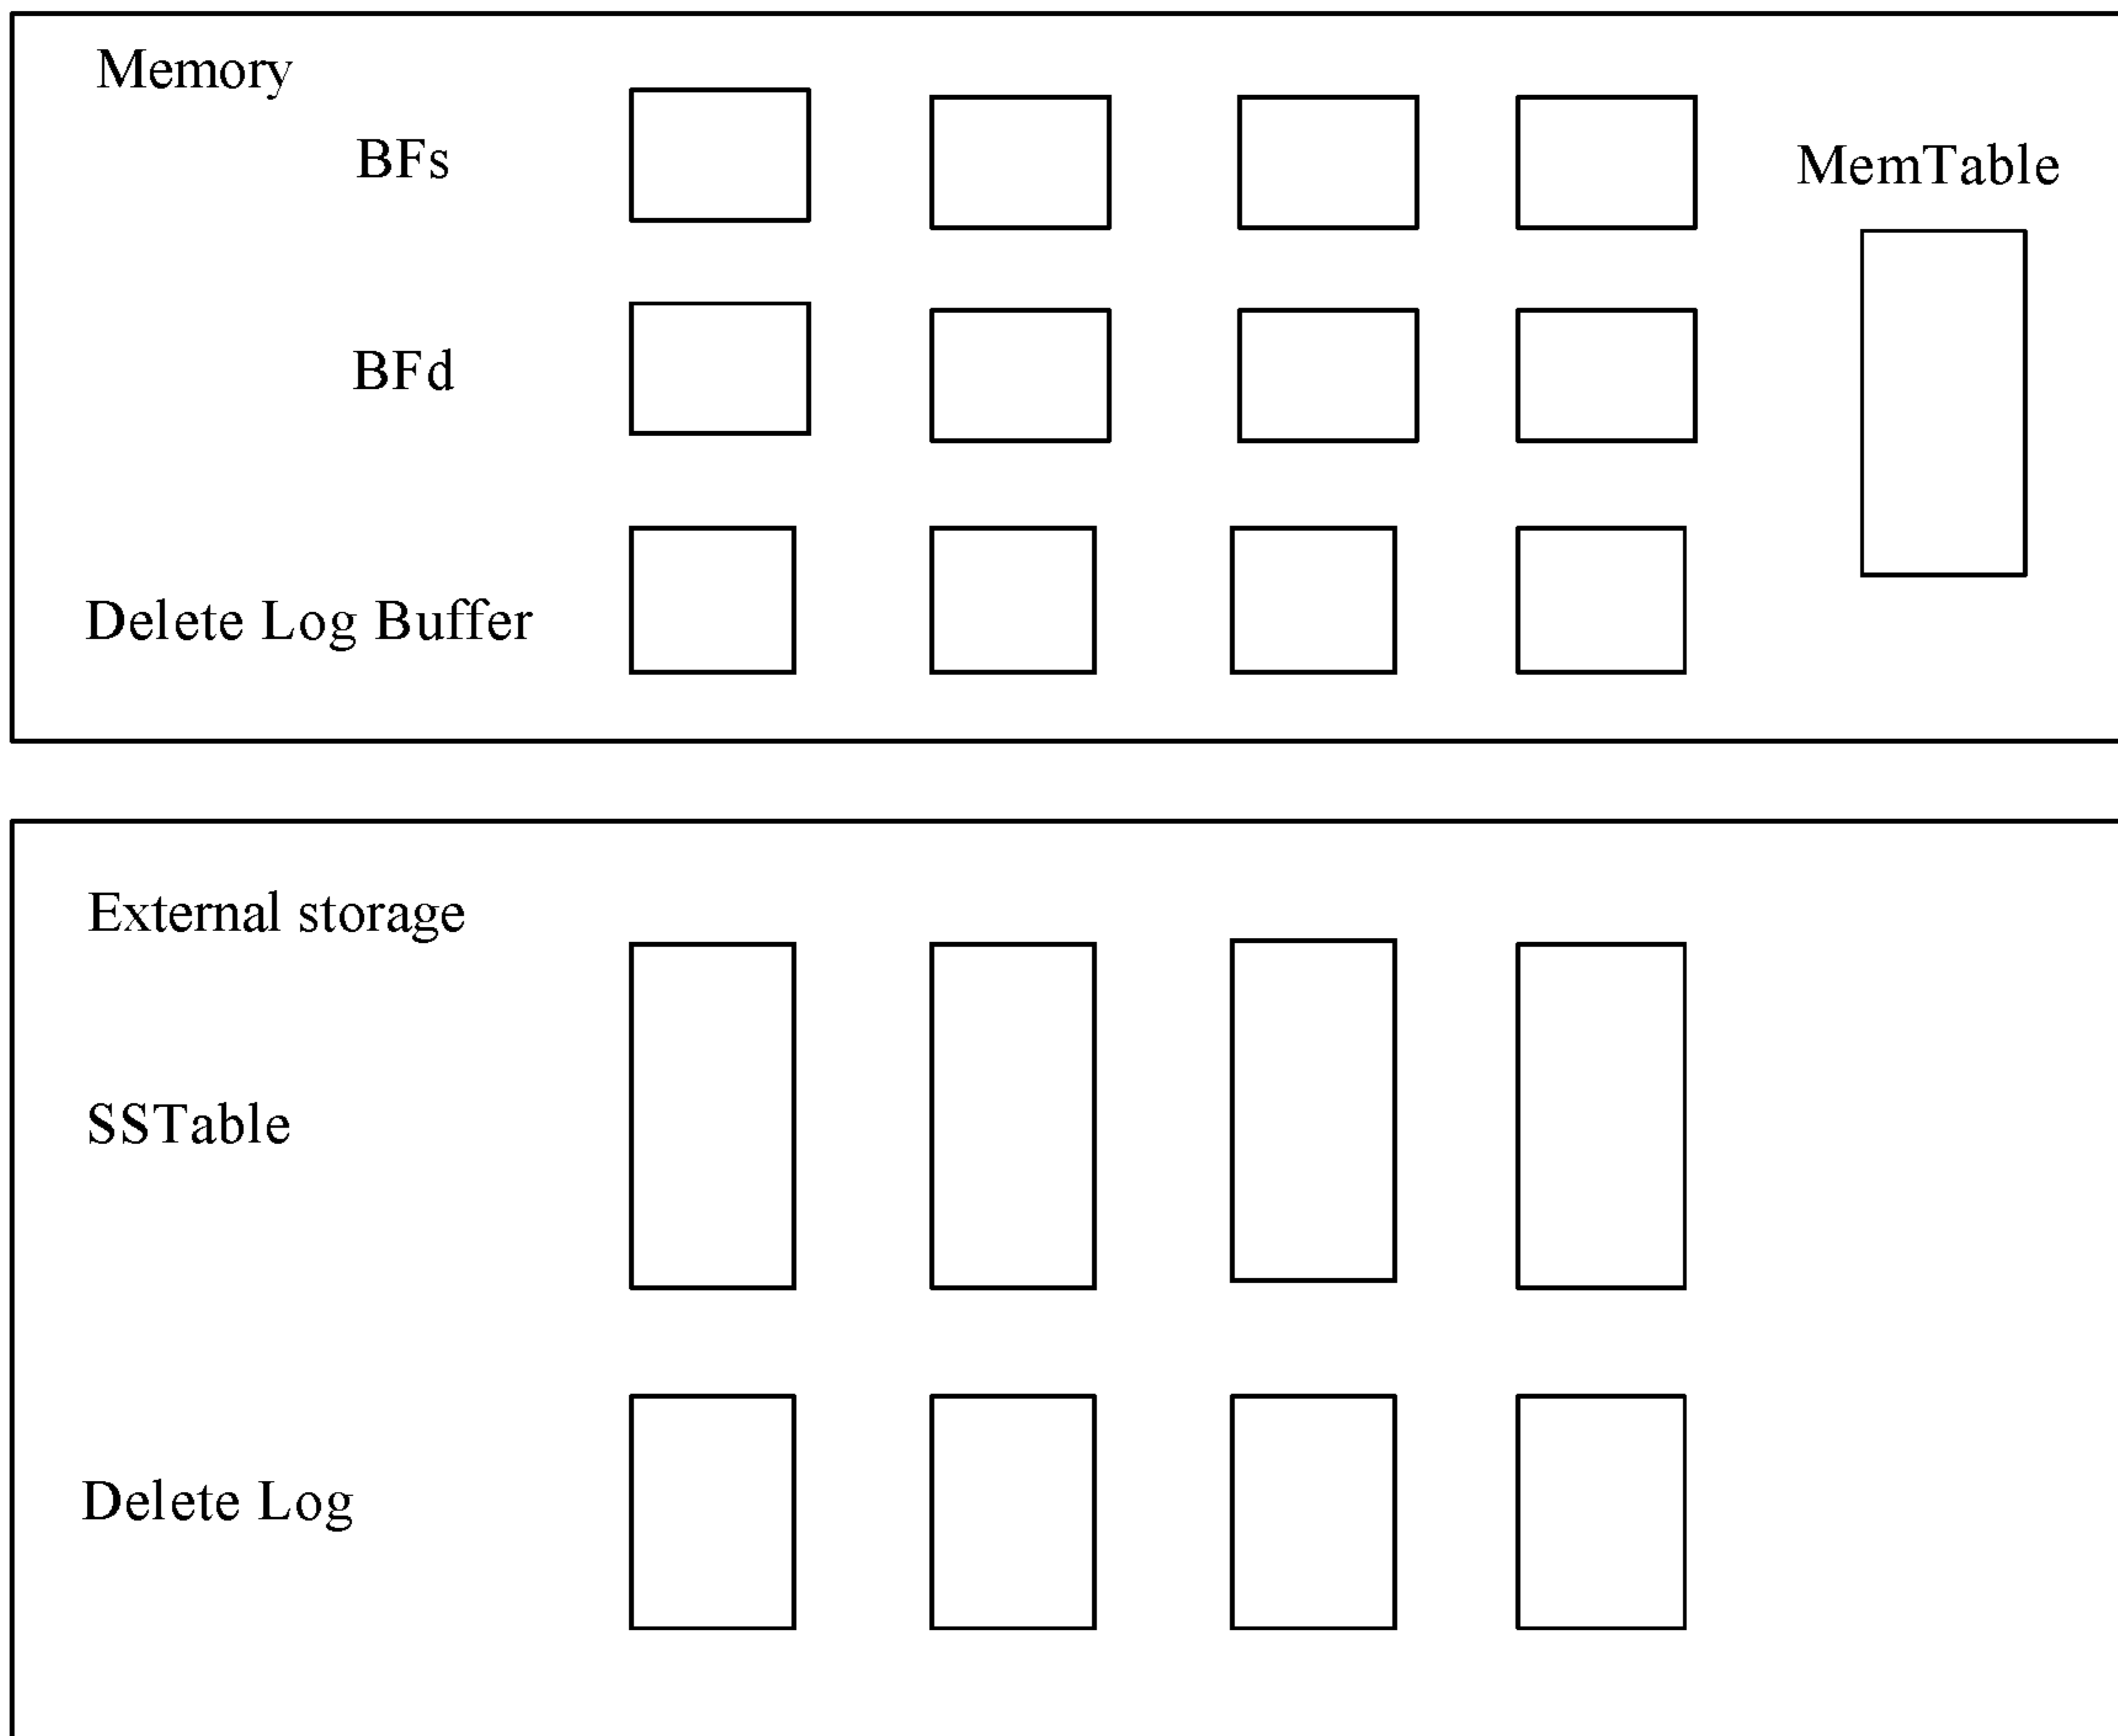 Memory
BFs
MemTable
BFd
Delete Log Buffer
External storage
SSTable
Delete Log